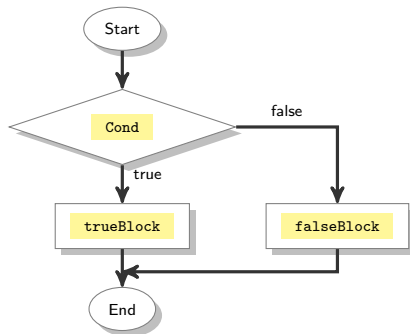 Start
Cond
false
true
trueBlock
falseBlock
End